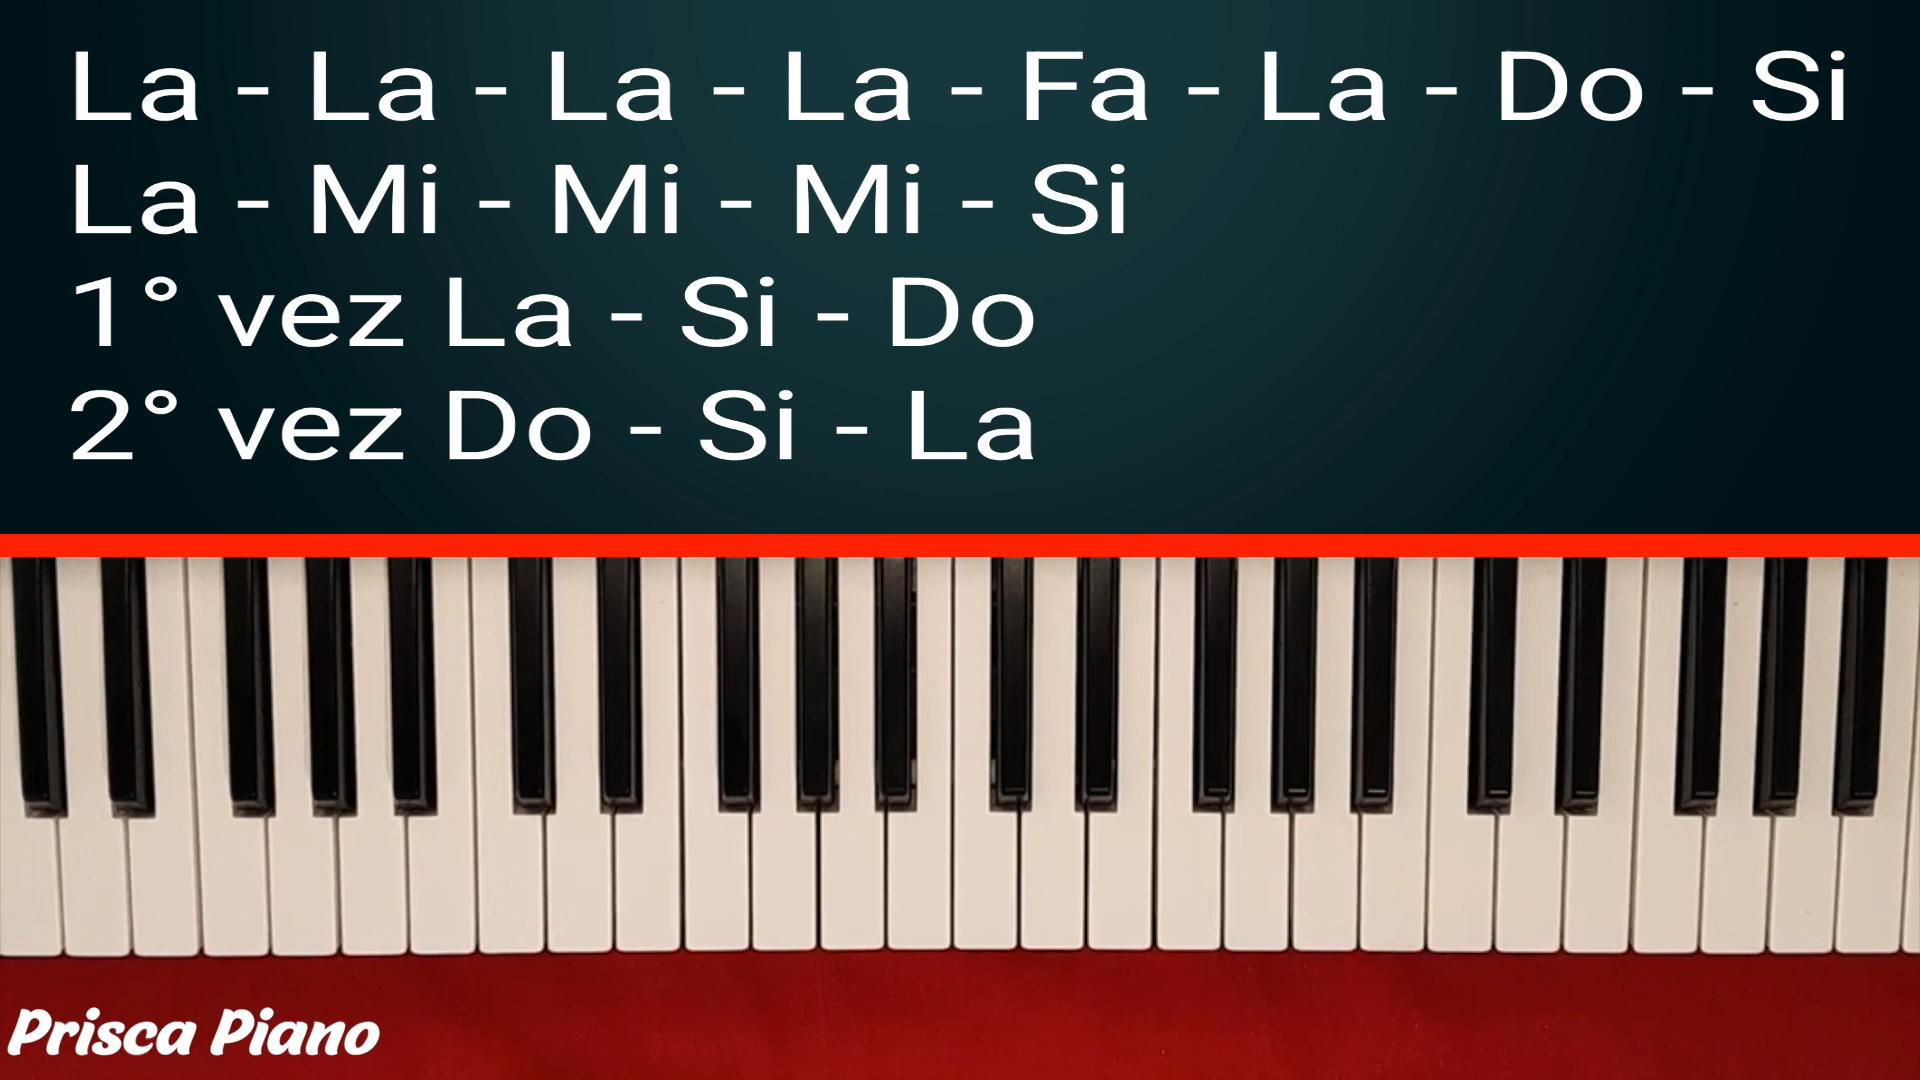 La - La - La - La - Fa - La - Do - Si
La - Mi - Mi - Mi - Si
1° vez La - Si - Do
2° vez Do - Si - La
Prisca Piano